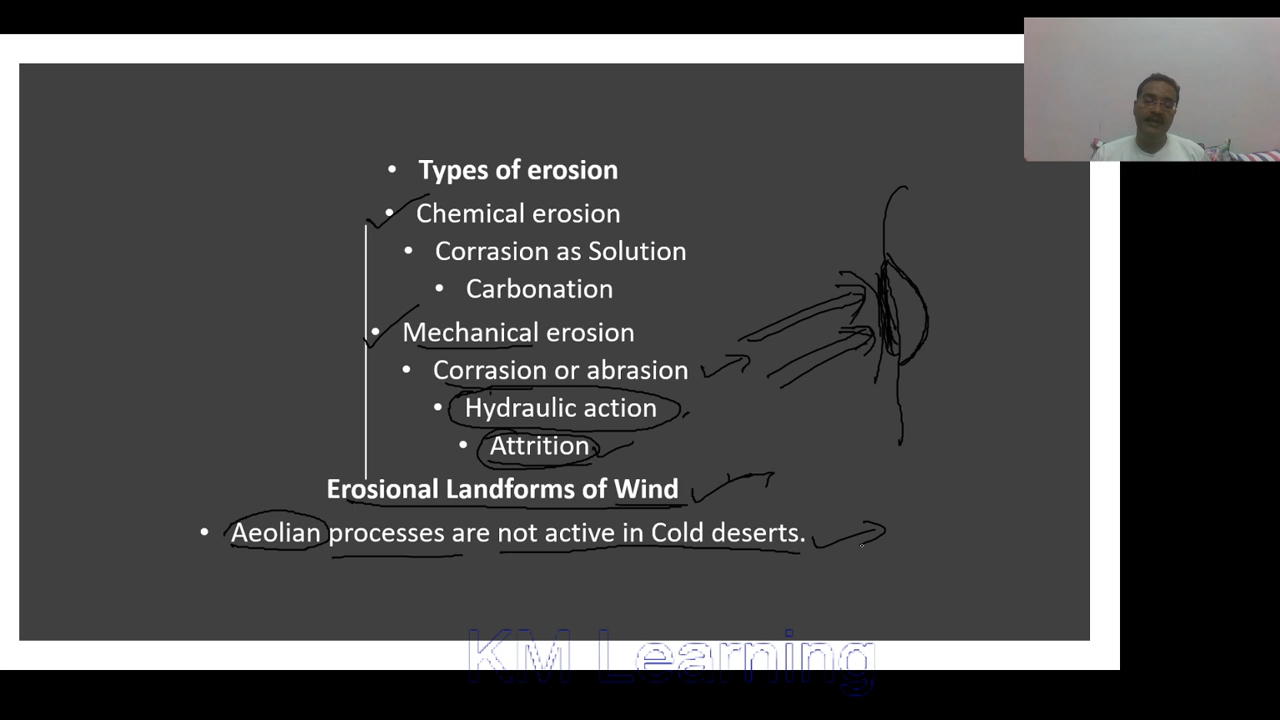 Types of erosion
Chemical erosion
Corrasion as Solution
Carbonation
Mechanical erosion
Corrasion or abrasion
Hydraulic action
Attrition
Erosional Landforms of Wind
Aeolian processes are not active in Cold deserts.
KM Learning